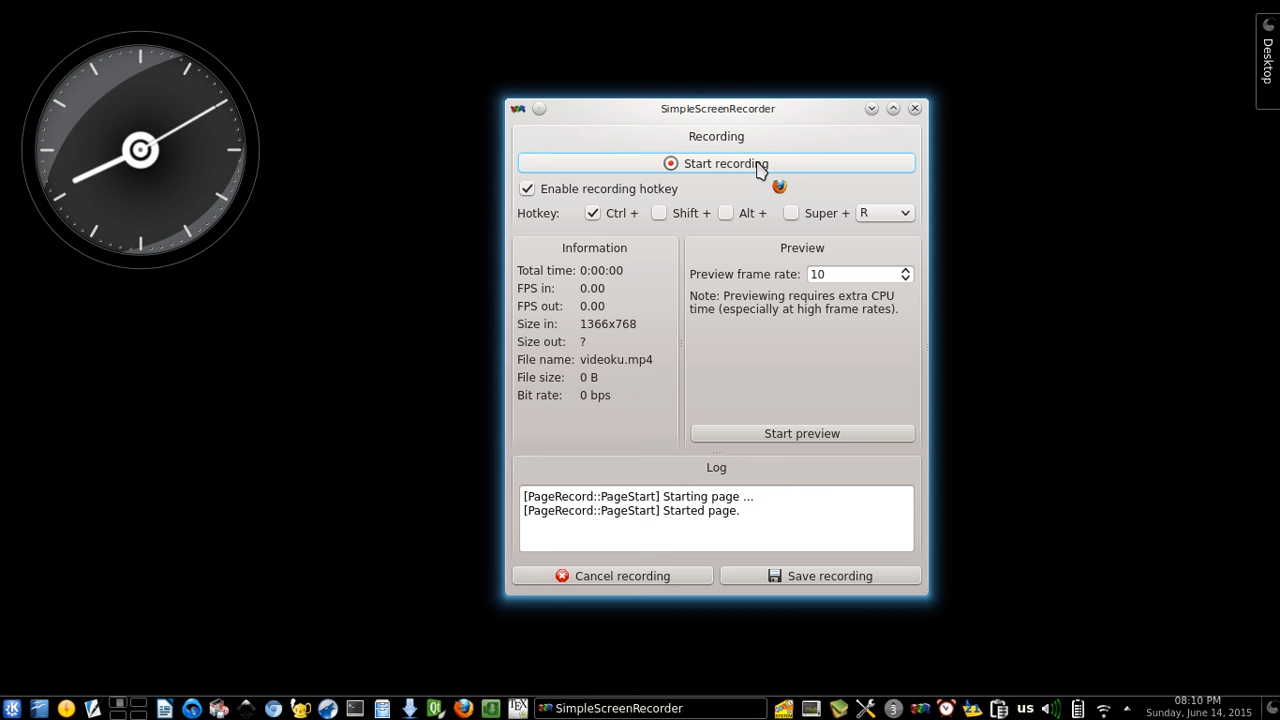 Desktop
SimpleScreenRecorder
Recording
Start recording
Enable recording hotkey
Hotkey: Ctrl + Shift + Alt + Super + R
Information
Total time: 0:00:00
FPS in: 0.00
FPS out: 0.00
Size in: 1366x768
Size out: ?
File name: videoku.mp4
File size: 0 B
Bit rate: 0 bps
Preview
Preview frame rate: 10
Note: Previewing requires extra CPU
time (especially at high frame rates).
Start preview
Log
[PageRecord::PageStart] Starting page ...
[PageRecord::PageStart] Started page.
Cancel recording Save recording
TEX SimpleScreenRecorder us 08:10 PM
Sunday, June 14, 2015